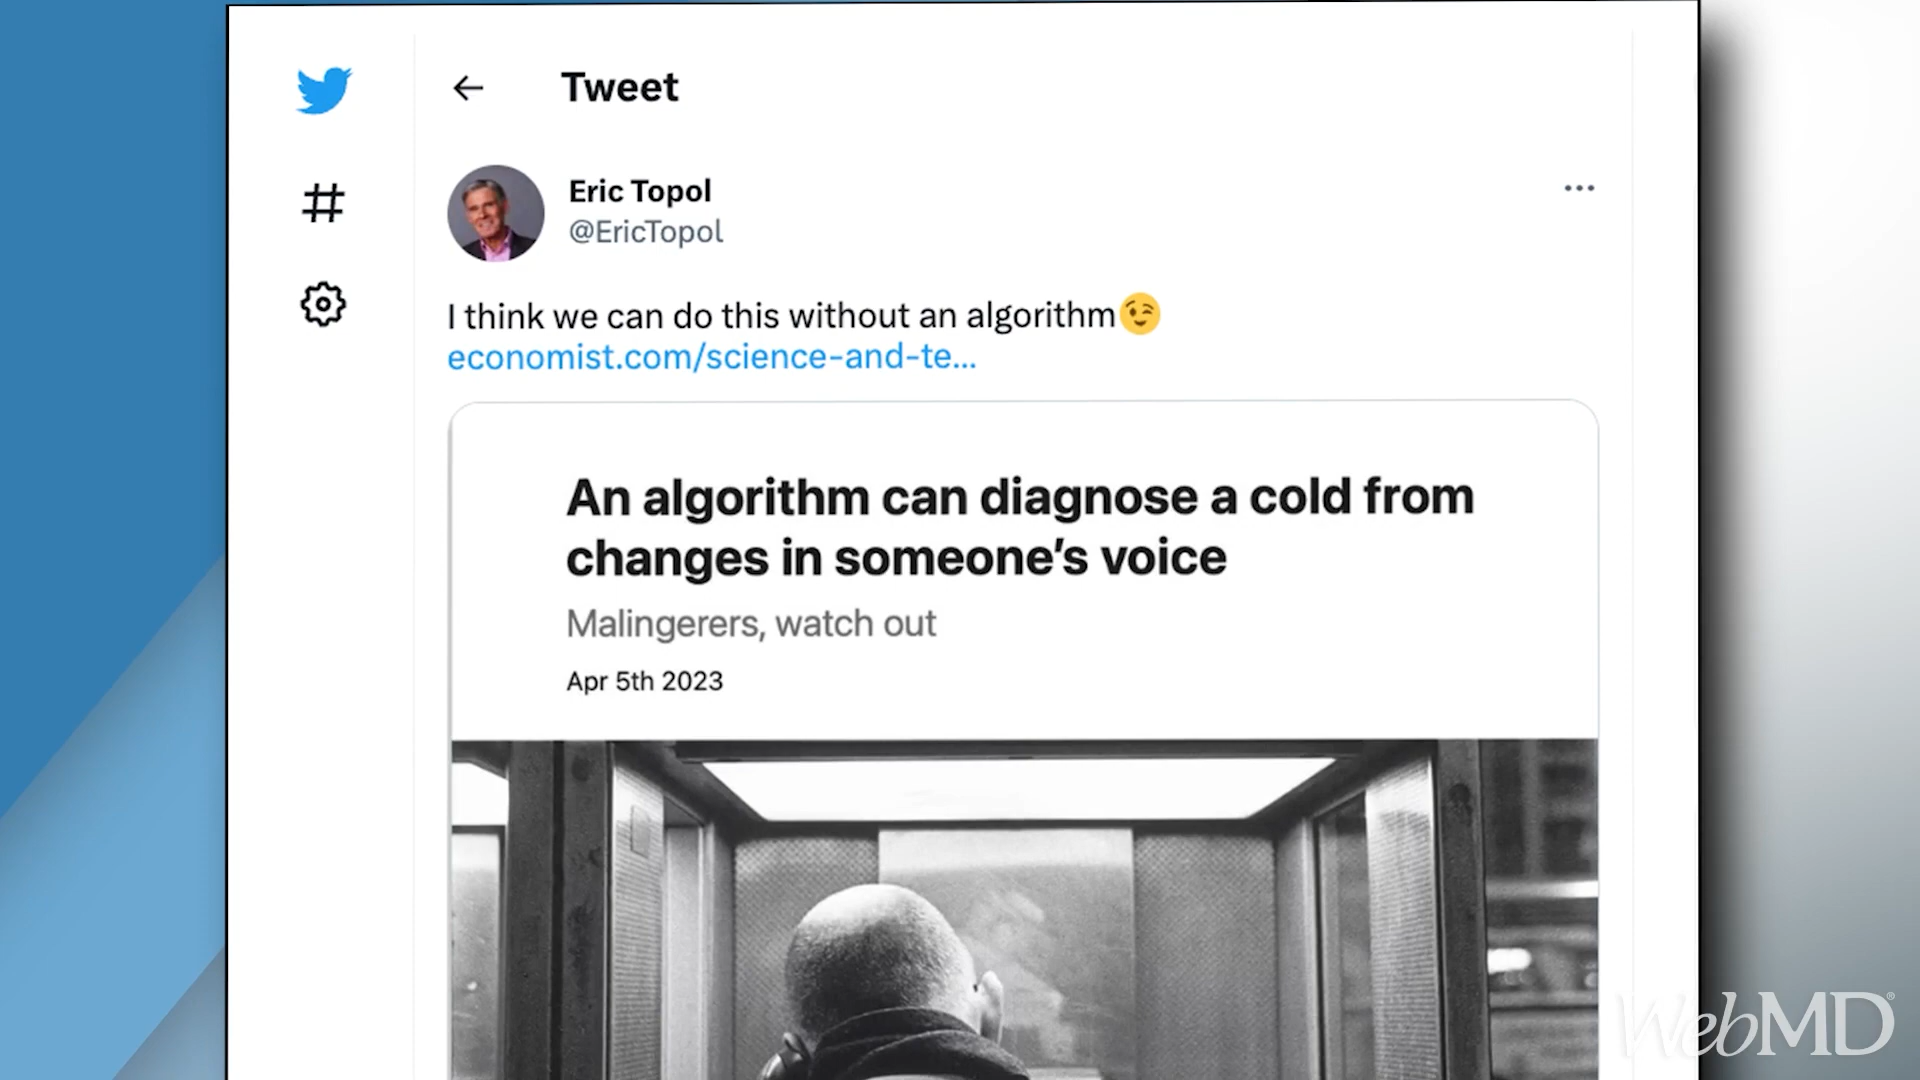 Tweet
Eric Topol
@EricTopol
I think we can do this without an algorithm😉
economist.com/science-and-te...
An algorithm can diagnose a cold from
changes in someone's voice
Malingerers, watch out
Apr 5th 2023
WebMD®